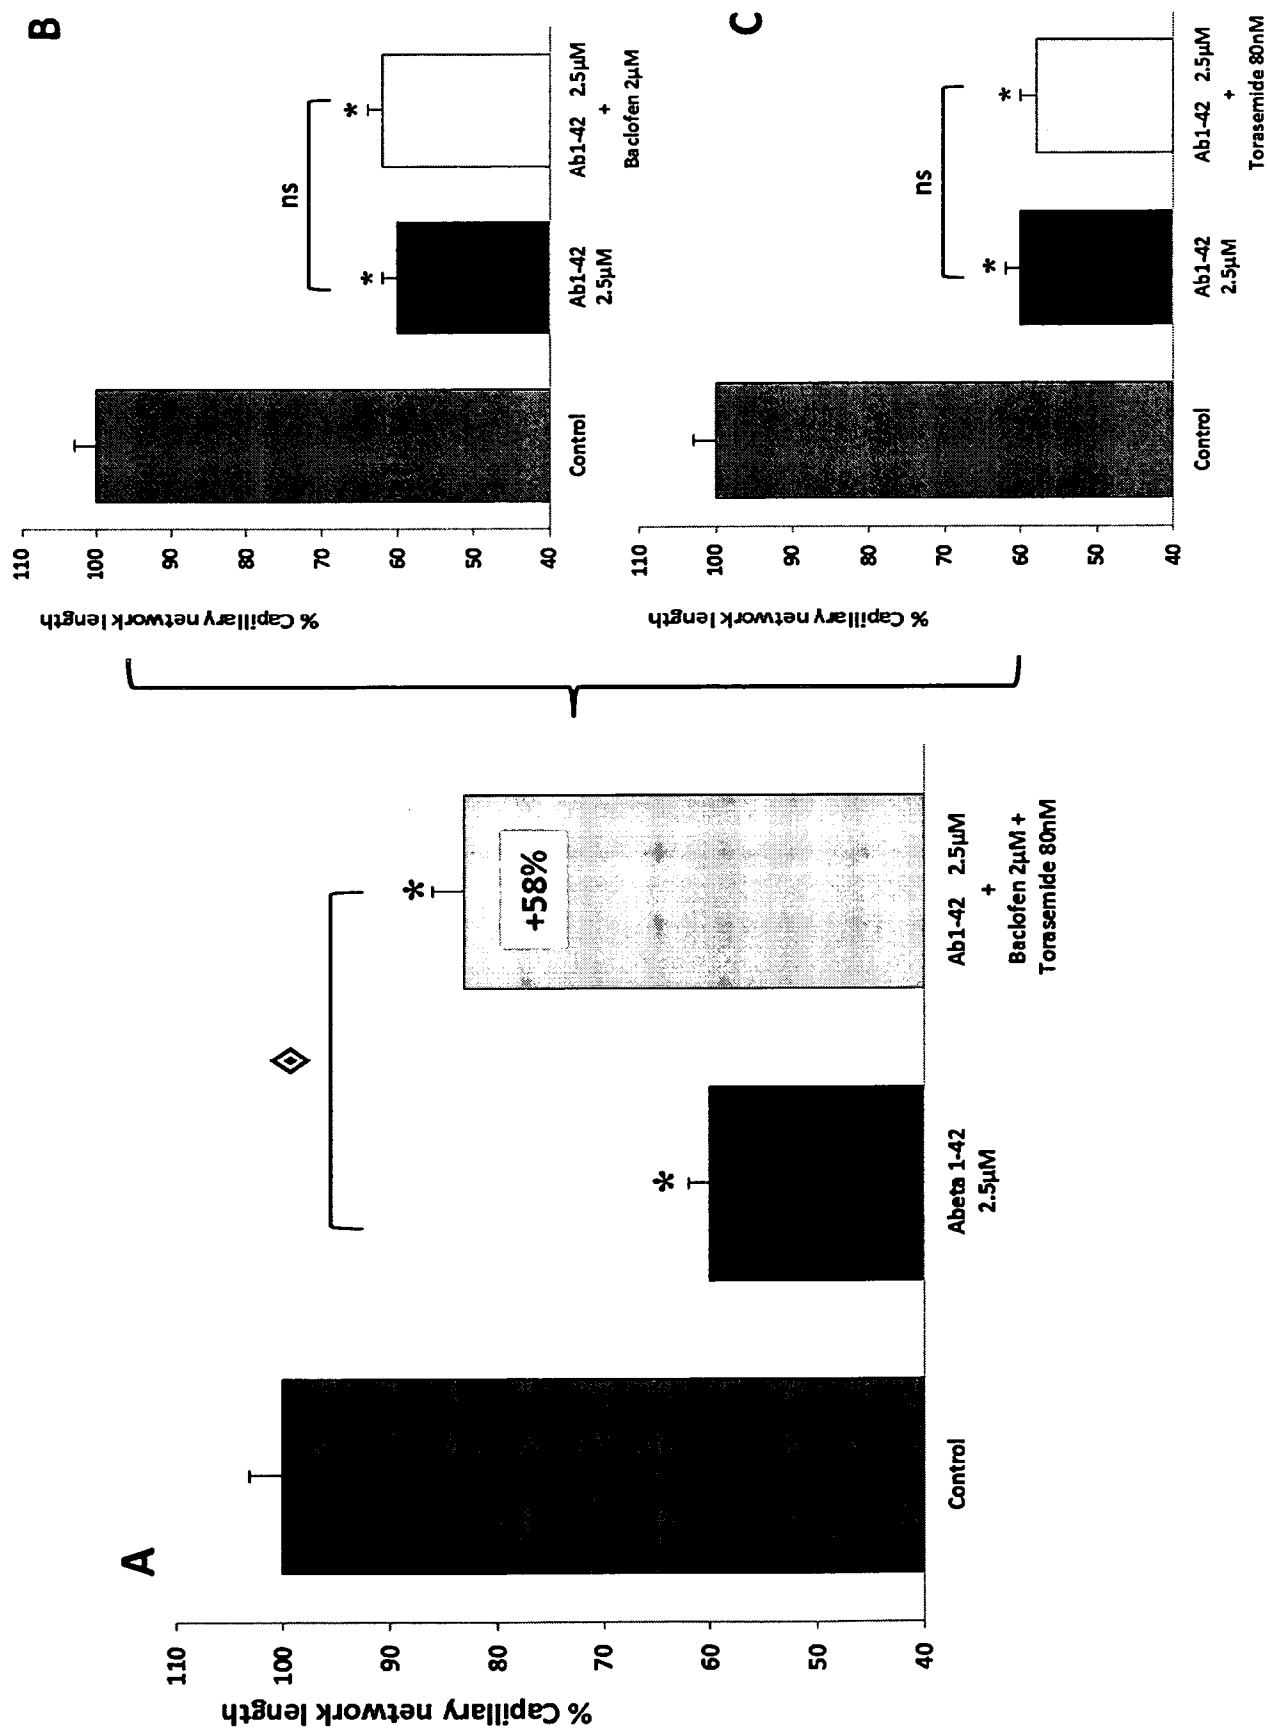 A
% Capillary network length
110
100
90
80
70
60
50
40
*
*
+58%
Control
Abeta 1-42
2.5µM
Ab1-42 2.5µM
+
Baclofen 2µM +
Torasemide 80nM
B
% Capillary network length
110
100
90
80
70
60
50
40
ns
*
*
Control
Ab1-42
2.5µM
Ab1-42 2.5µM
+
Baclofen 2µM
C
% Capillary network length
110
100
90
80
70
60
50
40
ns
*
*
Control
Ab1-42
2.5µM
Ab1-42 2.5µM
+
Torasemide 80nM